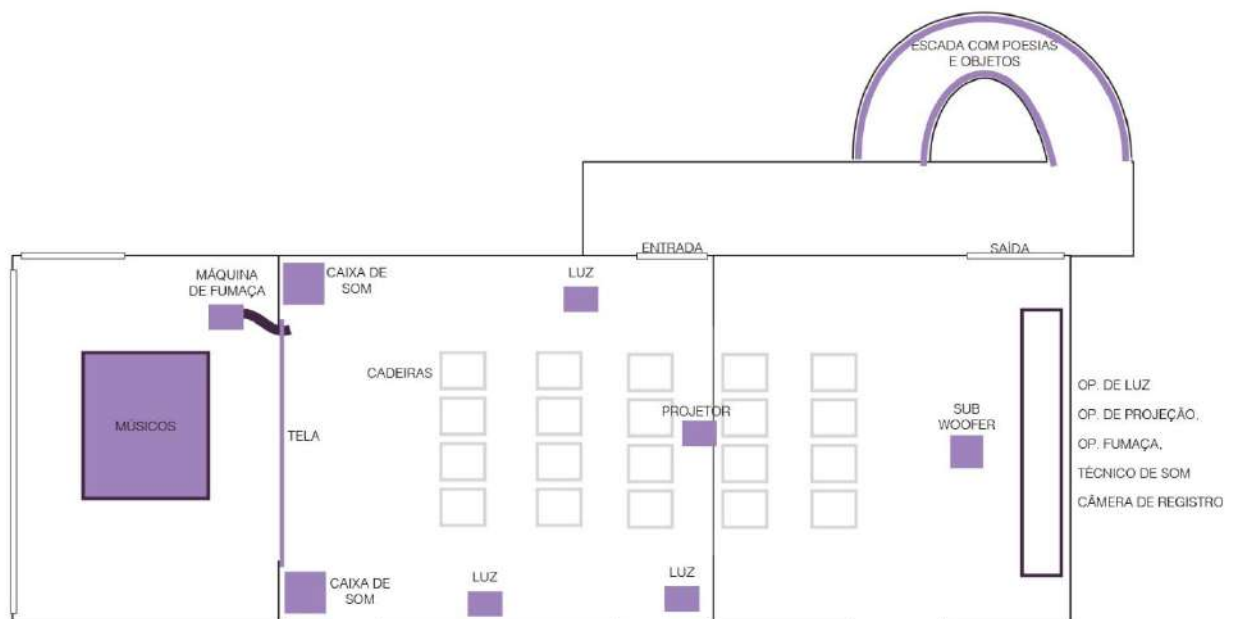 ESCADA COM POESIAS
E OBJETOS
ENTRADA
SAÍDA
MÁQUINA
DE FUMAÇA
CAIXA DE
SOM
LUZ
CADEIRAS
PROJETOR
MÚSICOS
TELA
SUB
WOOFER
OP. DE LUZ
OP. DE PROJEÇÃO,
OP. FUMAÇA,
TÉCNICO DE SOM
CÂMERA DE REGISTRO
CAIXA DE
SOM
LUZ
LUZ